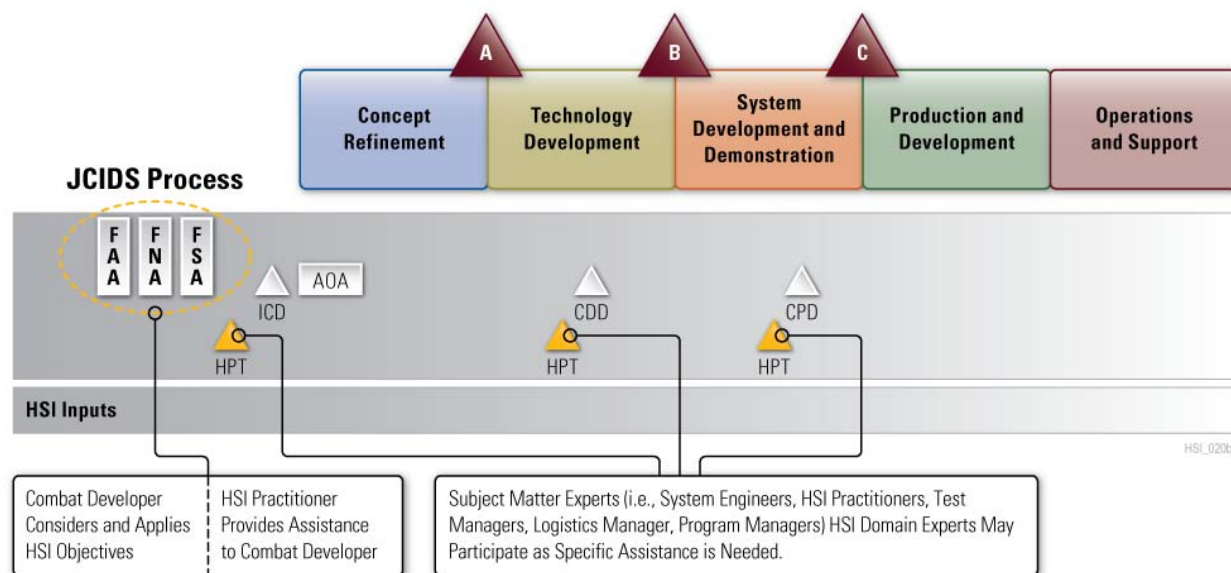 A
B
C
Concept
Refinement
Technology
Development
System
Development and
Demonstration
Production and
Development
Operations
and Support
JCIDS Process
FAA
FNA
FSA
ICD
AOA
CDD
CPD
HPT
HPT
HPT
HSI Inputs
HSI_020b
Combat Developer
Considers and Applies
HSI Objectives
HSI Practitioner
Provides Assistance
to Combat Developer
Subject Matter Experts (i.e., System Engineers, HSI Practitioners, Test
Managers, Logistics Manager, Program Managers) HSI Domain Experts May
Participate as Specific Assistance is Needed.